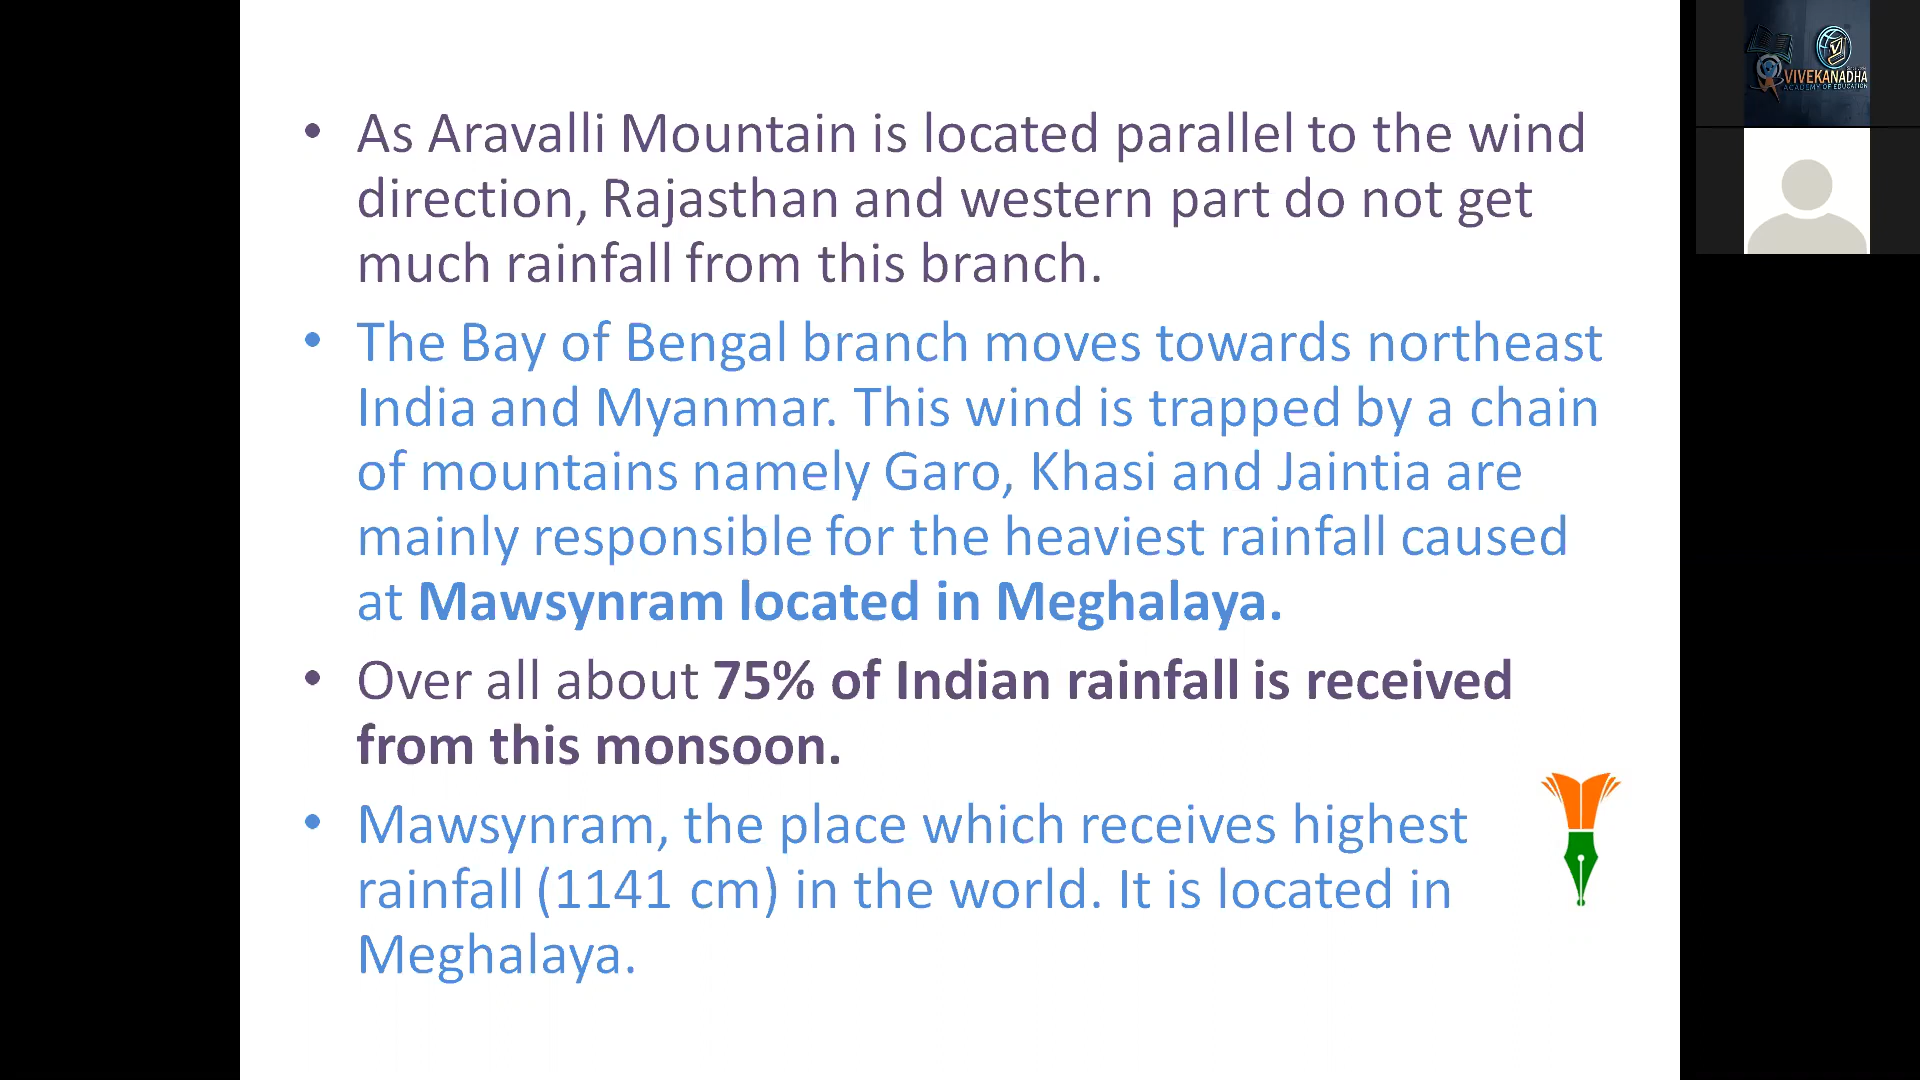 • As Aravalli Mountain is located parallel to the wind
direction, Rajasthan and western part do not get
much rainfall from this branch.
• The Bay of Bengal branch moves towards northeast
India and Myanmar. This wind is trapped by a chain
of mountains namely Garo, Khasi and Jaintia are
mainly responsible for the heaviest rainfall caused
at Mawsynram located in Meghalaya.
• Over all about 75% of Indian rainfall is received
from this monsoon.
• Mawsynram, the place which receives highest
rainfall (1141 cm) in the world. It is located in
Meghalaya.
VIVEKANADHA
ACADEMY OF EDUCATION